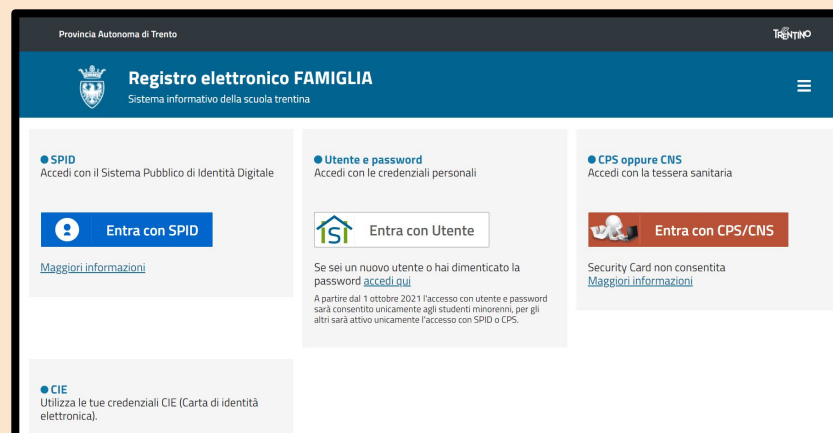 Provincia Autonoma di Trento
TRENTINO
Registro elettronico FAMIGLIA
Sistema informativo della scuola trentina
SPID
Accedi con il Sistema Pubblico di Identità Digitale
Entra con SPID
Maggiori informazioni
Utente e password
Accedi con le credenziali personali
isi
Entra con Utente
Se sei un nuovo utente o hai dimenticato la
password accedi qui
A partire dal 1 ottobre 2021 l'accesso con utente e password
sarà consentito unicamente agli studenti minorenni, per gli
altri sarà attivo unicamente l'accesso con SPID o CPS.
CPS oppure CNS
Accedi con la tessera sanitaria
Entra con CPS/CNS
Security Card non consentita
Maggiori informazioni
CIE
Utilizza le tue credenziali CIE (Carta di identità
elettronica).